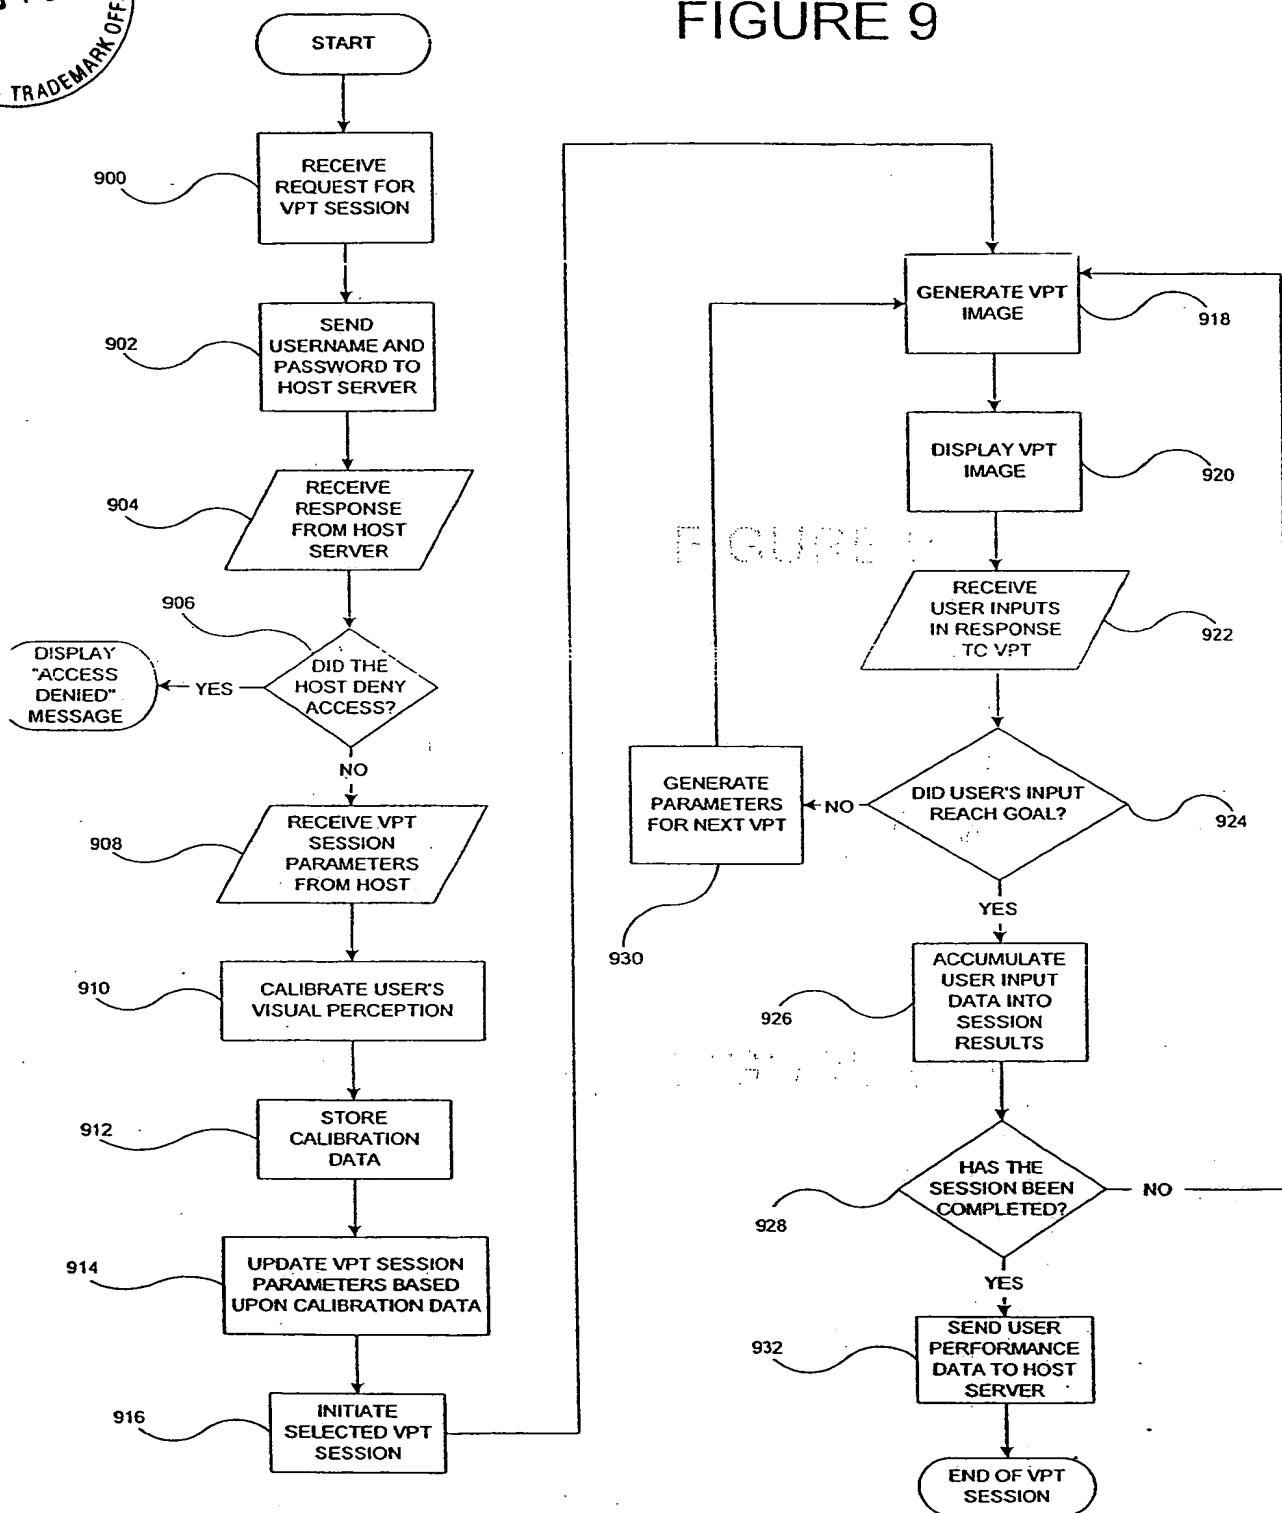 FIGURE 9
TRADEMARK OFF
START
900
RECEIVE
REQUEST FOR
VPT SESSION
902
SEND
USERNAME AND
PASSWORD TO
HOST SERVER
904
RECEIVE
RESPONSE
FROM HOST
SERVER
906
DID THE
HOST DENY
ACCESS?
YES
DISPLAY
"ACCESS
DENIED"
MESSAGE
NO
908
RECEIVE VPT
SESSION
PARAMETERS
FROM HOST
910
CALIBRATE USER'S
VISUAL PERCEPTION
912
STORE
CALIBRATION
DATA
914
UPDATE VPT SESSION
PARAMETERS BASED
UPON CALIBRATION DATA
916
INITIATE
SELECTED VPT
SESSION
GENERATE VPT
IMAGE
918
DISPLAY VPT
IMAGE
920
FIGURE
RECEIVE
USER INPUTS
IN RESPONSE
TC VPT
922
DID USER'S INPUT
REACH GOAL?
924
NO
GENERATE
PARAMETERS
FOR NEXT VPT
930
YES
ACCUMULATE
USER INPUT
DATA INTO
SESSION
RESULTS
926
HAS THE
SESSION BEEN
COMPLETED?
928
NO
YES
SEND USER
PERFORMANCE
DATA TO HOST
SERVER
932
END OF VPT
SESSION